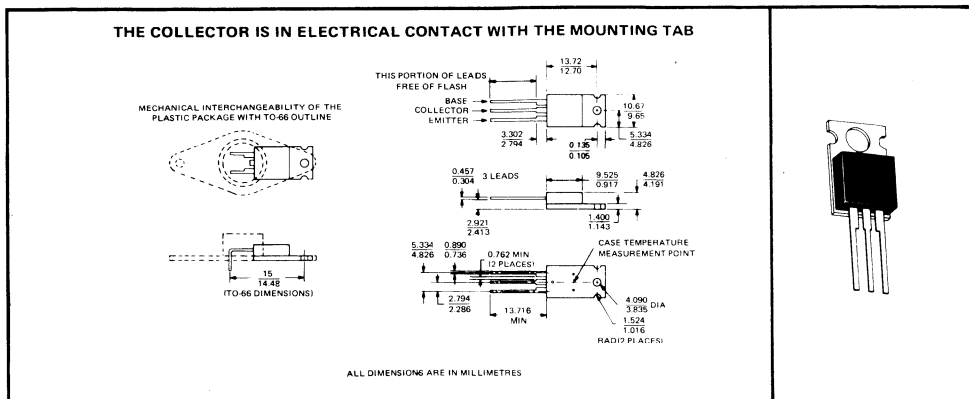 THE COLLECTOR IS IN ELECTRICAL CONTACT WITH THE MOUNTING TAB
MECHANICAL INTERCHANGEABILITY OF THE
PLASTIC PACKAGE WITH TO-66 OUTLINE
15
14.48
(TO-66 DIMENSIONS)
THIS PORTION OF LEADS
FREE OF FLASH
BASE
COLLECTOR
EMITTER
13.72
12.70
10.67
9.65
3.302
2.794
0.135
0.105
5.334
4.826
0.457
0.304
3 LEADS
9.525
0.917
4.826
4.191
2.921
2.413
1.400
1.143
5.334
4.826
0.890
0.736
0.762 MIN
(2 PLACES)
CASE TEMPERATURE
MEASUREMENT POINT
2.794
2.286
13.716
MIN
4.090
3.835
DIA
1.524
1.016
RAD(2 PLACES)
ALL DIMENSIONS ARE IN MILLIMETRES